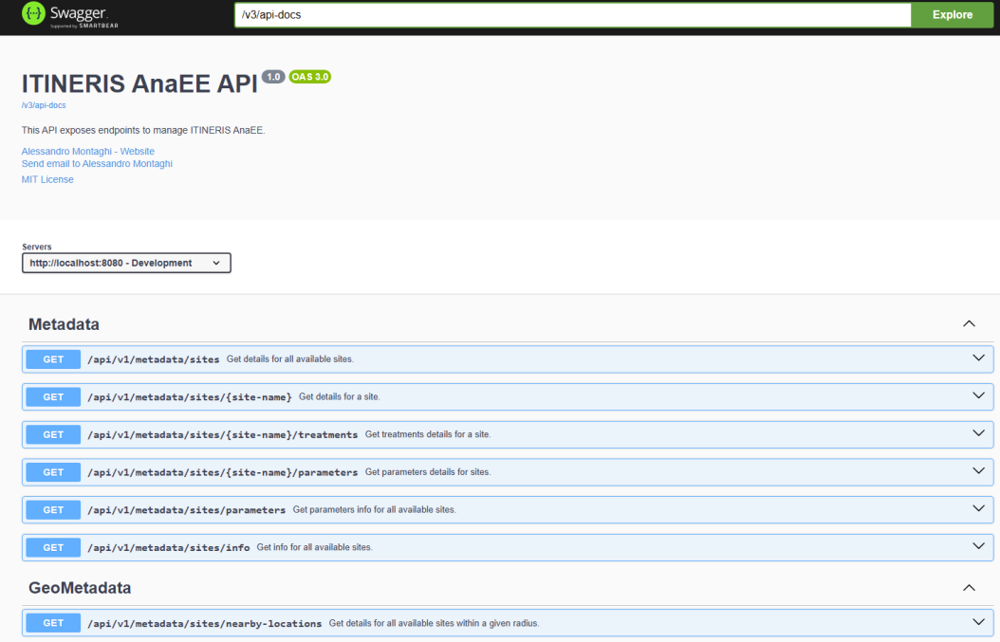 Swagger.
Supported by SMARTBEAR
/v3/api-docs
Explore
ITINERIS AnaEE API 1.0 OAS 3.0
/v3/api-docs
This API exposes endpoints to manage ITINERIS AnaEE.
Alessandro Montaghi - Website
Send email to Alessandro Montaghi
MIT License
Servers
http://localhost:8080 - Development
Metadata
GET /api/v1/metadata/sites Get details for all available sites.
GET /api/v1/metadata/sites/{site-name} Get details for a site.
GET /api/v1/metadata/sites/{site-name}/treatments Get treatments details for a site.
GET /api/v1/metadata/sites/{site-name}/parameters Get parameters details for sites.
GET /api/v1/metadata/sites/parameters Get parameters info for all available sites.
GET /api/v1/metadata/sites/info Get info for all available sites.
GeoMetadata
GET /api/v1/metadata/sites/nearby-locations Get details for all available sites within a given radius.